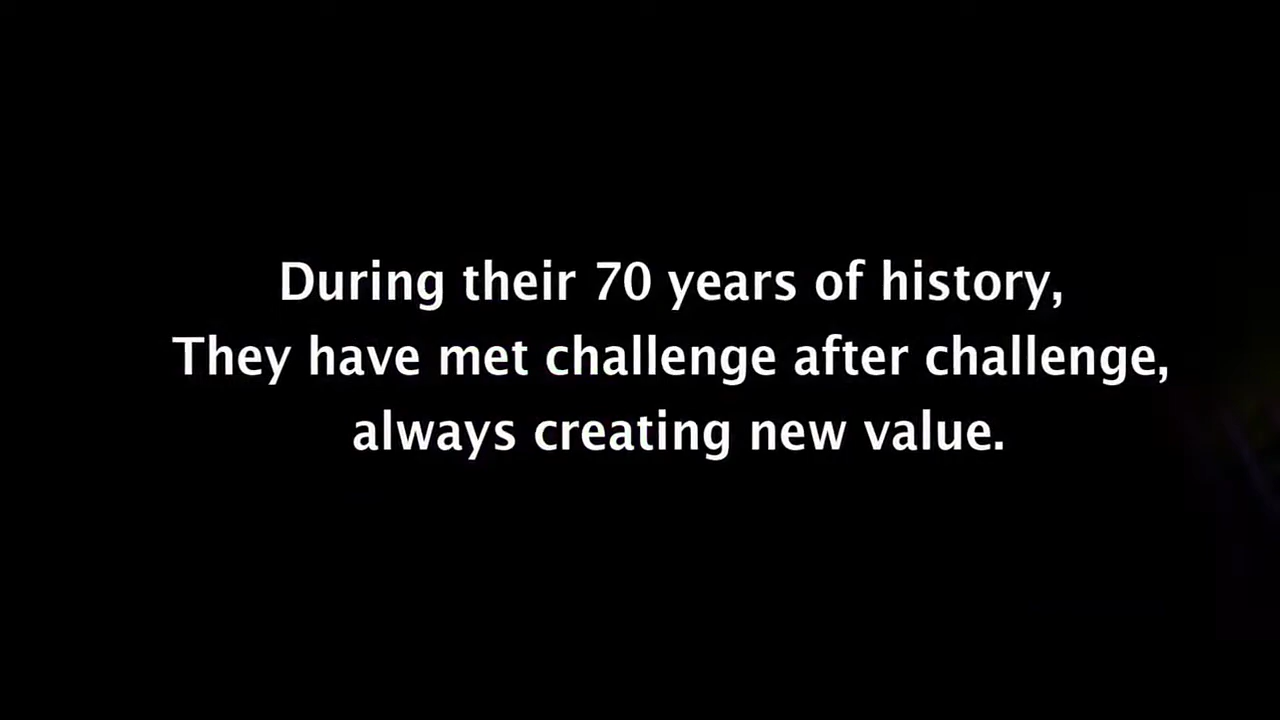 During their 70 years of history,
They have met challenge after challenge,
always creating new value.